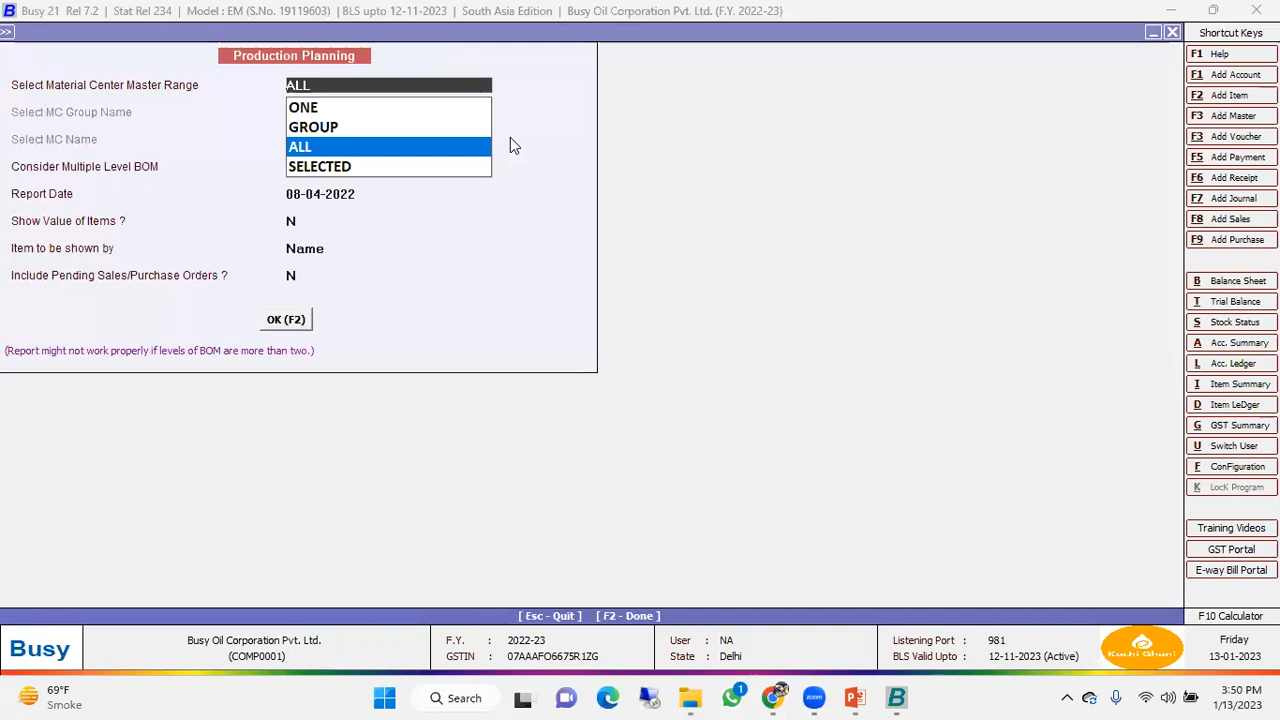 Busy 21 Rel 7.2 | Stat Rel 234 | Model : EM (S.No. 19119603) | BLS upto 12-11-2023 | South Asia Edition | Busy Oil Corporation Pvt. Ltd. (F.Y. 2022-23)
>>
Shortcut Keys
Production Planning
Select Material Center Master Range ALL
Select MC Group Name
Select MC Name
ONE
GROUP
ALL
SELECTED
Consider Multiple Level BOM
Report Date 08-04-2022
Show Value of Items ? N
Item to be shown by Name
Include Pending Sales/Purchase Orders ? N
OK (F2)
(Report might not work properly if levels of BOM are more than two.)
F1 Help
F1 Add Account
F2 Add Item
F3 Add Master
F3 Add Voucher
F5 Add Payment
F6 Add Receipt
F7 Add Journal
F8 Add Sales
F9 Add Purchase
B Balance Sheet
T Trial Balance
S Stock Status
A Acc. Summary
L Acc. Ledger
I Item Summary
D Item LeDger
G GST Summary
U Switch User
F ConFiguration
K LocK Program
Training Videos
GST Portal
E-way Bill Portal
[ Esc - Quit ] [ F2 - Done ]
F10 Calculator
Busy
Busy Oil Corporation Pvt. Ltd.
(COMP0001)
F.Y. : 2022-23
GSTIN : 07AAAFO6675R1ZG
User : NA
State : Delhi
Listening Port : 981
BLS Valid Upto : 12-11-2023 (Active)
Kachi Ghani
Friday
13-01-2023
69°F
Smoke
Search
1
zoom
3:50 PM
1/13/2023